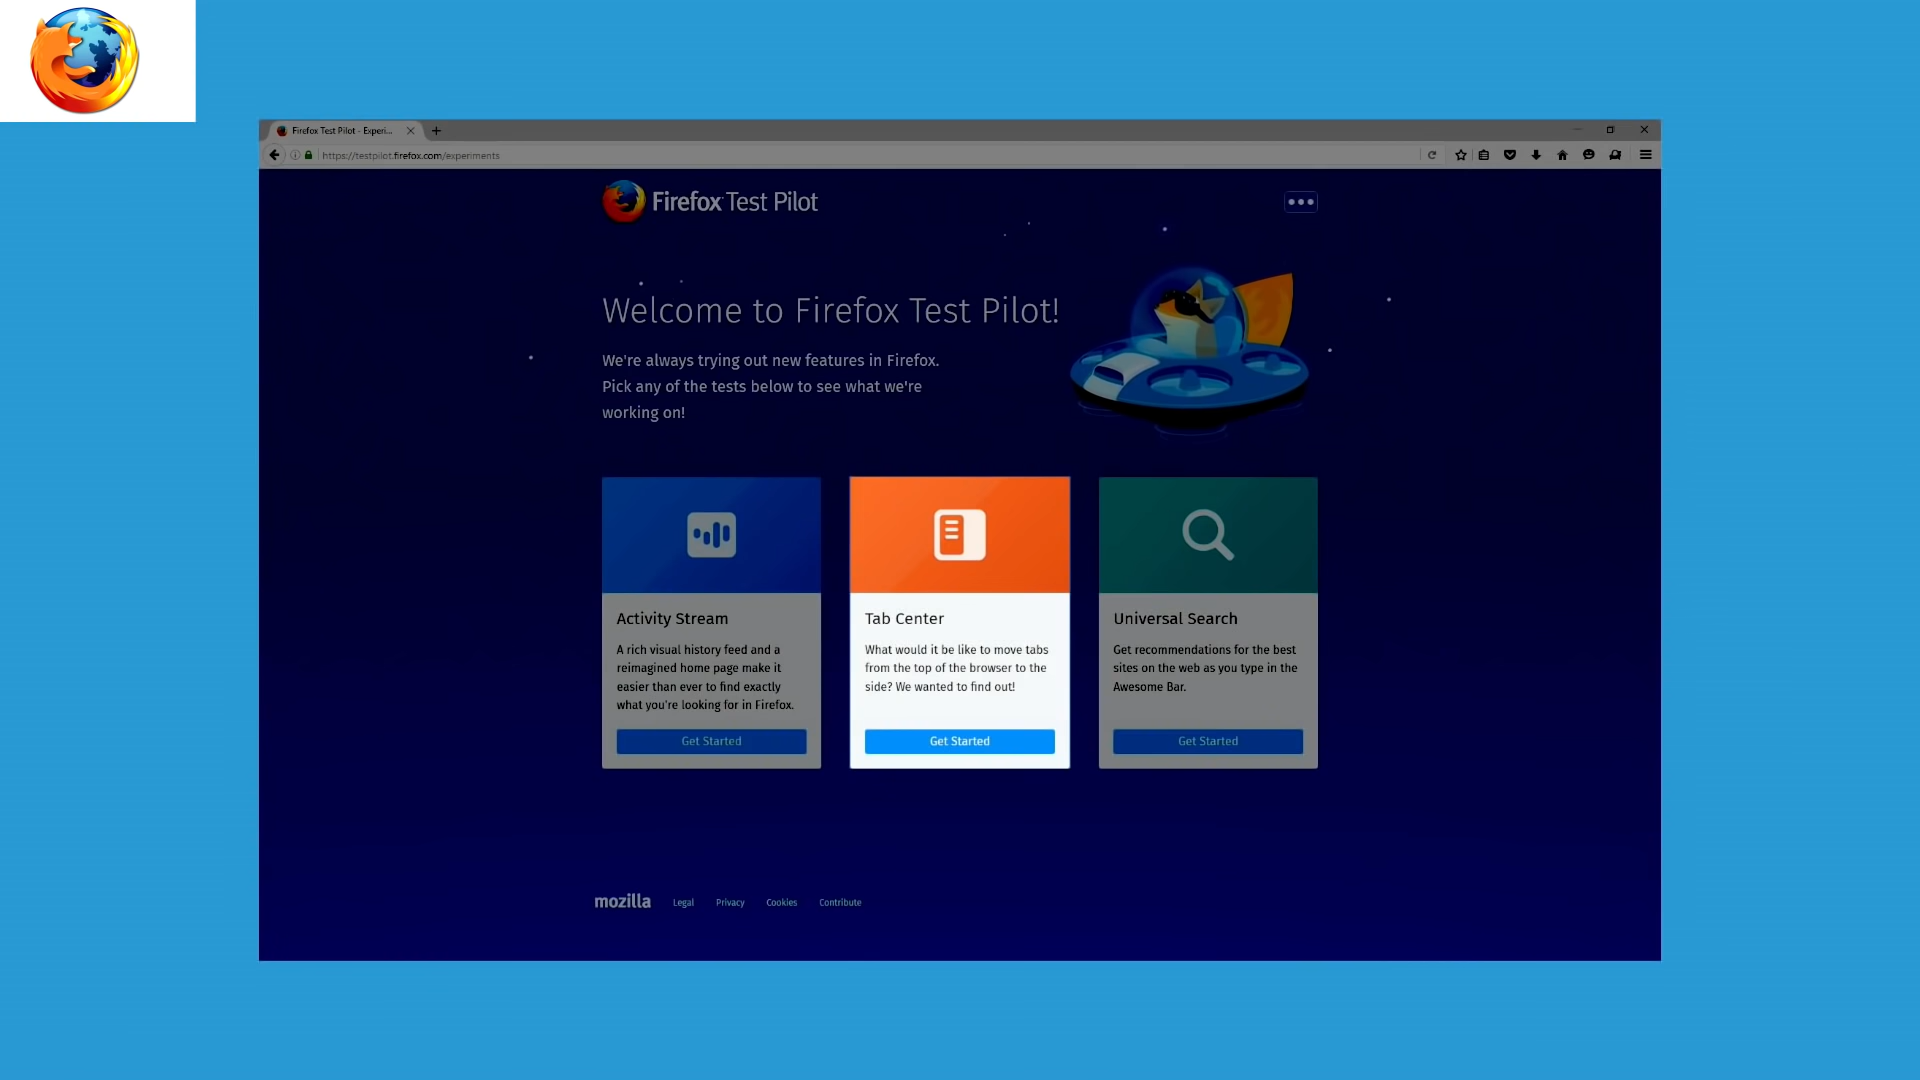 Firefox Test Pilot - Experi...
https://testpilot.firefox.com/experiments
Firefox Test Pilot
Welcome to Firefox Test Pilot!
We're always trying out new features in Firefox.
Pick any of the tests below to see what we're
working on!
Activity Stream
A rich visual history feed and a
reimagined home page make it
easier than ever to find exactly
what you're looking for in Firefox.
Get Started
Tab Center
What would it be like to move tabs
from the top of the browser to the
side? We wanted to find out!
Get Started
Universal Search
Get recommendations for the best
sites on the web as you type in the
Awesome Bar.
Get Started
mozilla Legal Privacy Cookies Contribute